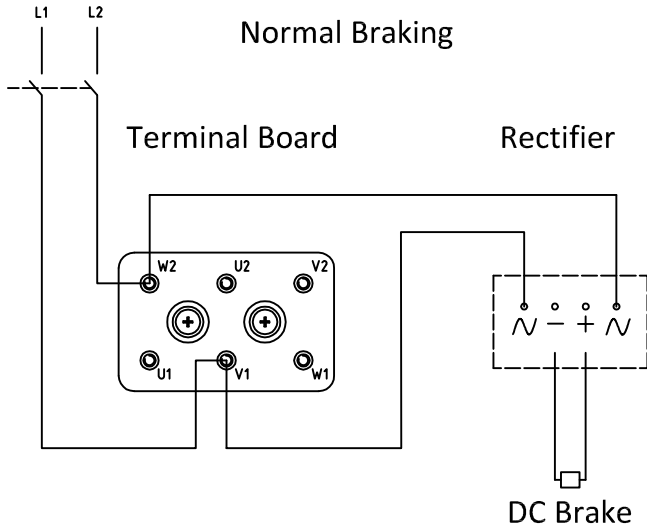 L1 L2
Normal Braking
Terminal Board
Rectifier
W2 U2 V2
∿ − + ∿
U1 V1 W1
DC Brake